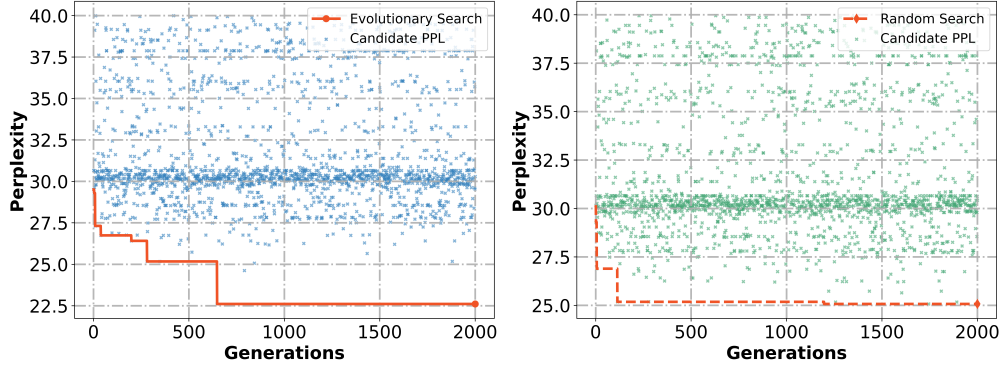 Evolutionary Search
Candidate PPL
40.0
37.5
35.0
32.5
30.0
27.5
25.0
22.5
Perplexity
0 500 1000 1500 2000
Generations
Random Search
Candidate PPL
40.0
37.5
35.0
32.5
30.0
27.5
25.0
Perplexity
0 500 1000 1500 2000
Generations